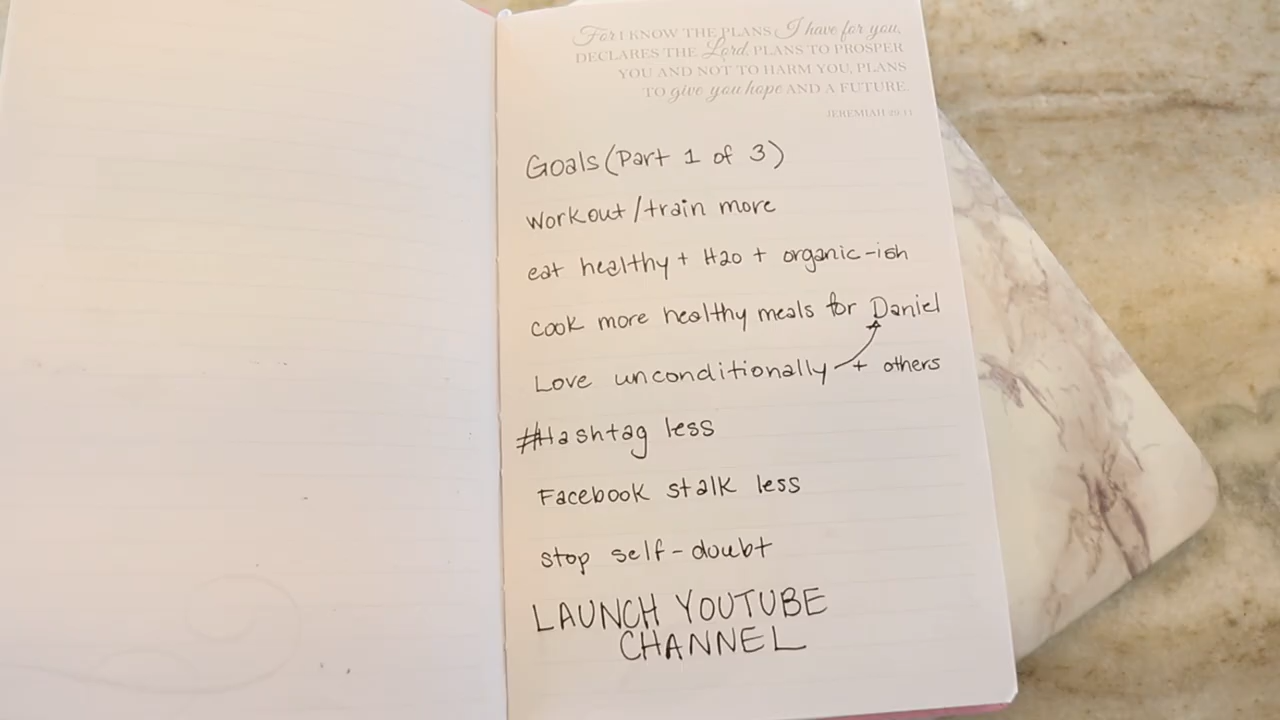 For I KNOW THE PLANS I have for you,
DECLARES THE Lord, PLANS TO PROSPER
YOU AND NOT TO HARM YOU, PLANS
TO give you hope AND A FUTURE.
JEREMIAH 29:11
Goals (Part 1 of 3)
workout/train more
eat healthy + H2O + organic-ish
cook more healthy meals for Daniel
Love unconditionally + others
#Hashtag less
Facebook stalk less
stop self-doubt
LAUNCH YOUTUBE
CHANNEL